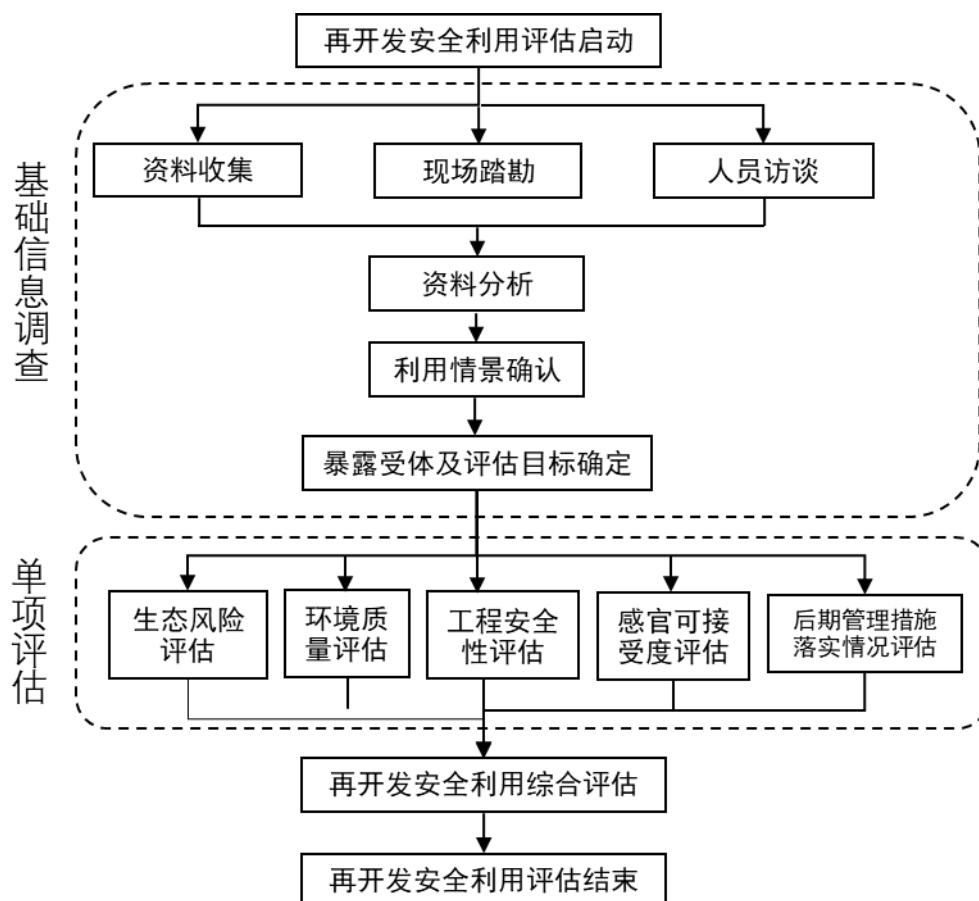 再开发安全利用评估启动
基础信息调查
资料收集
现场踏勘
人员访谈
资料分析
利用情景确认
暴露受体及评估目标确定
单项评估
生态风险
评估
环境质
量评估
工程安全
性评估
感官可接
受度评估
后期管理措施
落实情况评估
再开发安全利用综合评估
再开发安全利用评估结束